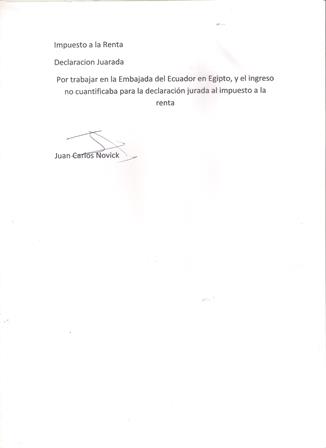 Impuesto a la Renta
Declaracion Juarada
Por trabajar en la Embajada del Ecuador en Egipto, y el ingreso
no cuantificaba para la declaración jurada al impuesto a la
renta
Juan Carlos Novick